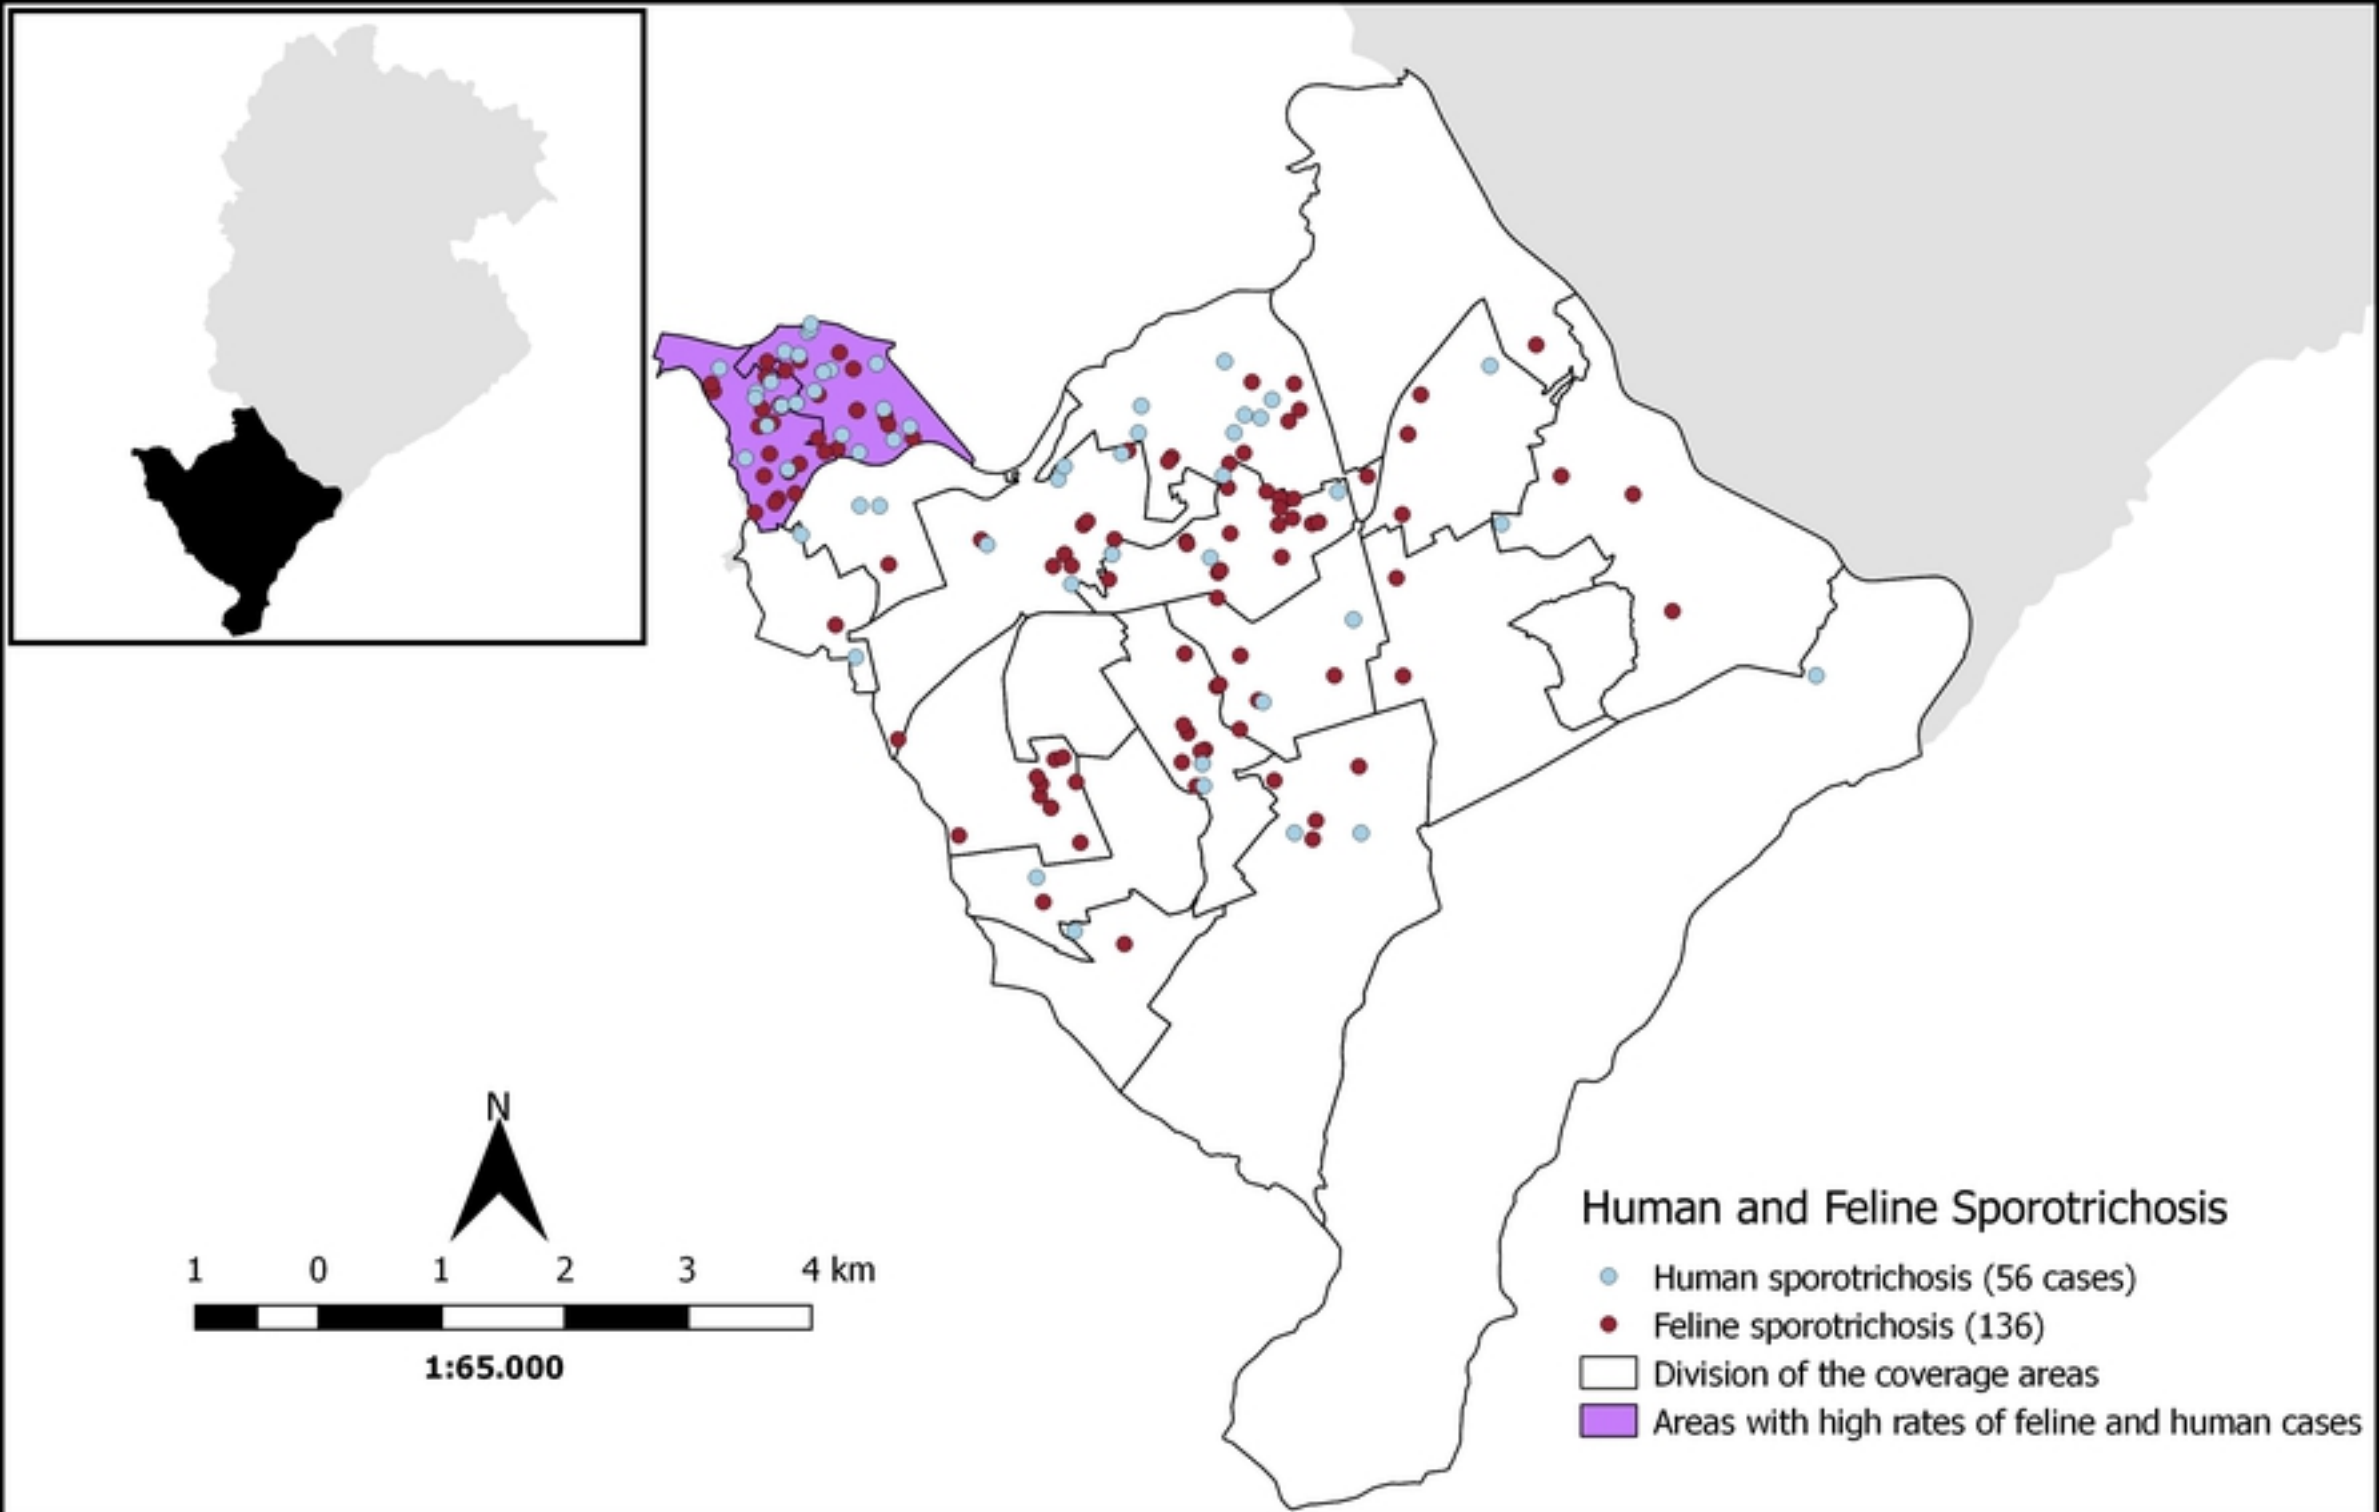 N
1 0 1 2 3 4 km
1:65.000
Human and Feline Sporotrichosis
Human sporotrichosis (56 cases)
Feline sporotrichosis (136)
Division of the coverage areas
Areas with high rates of feline and human cases